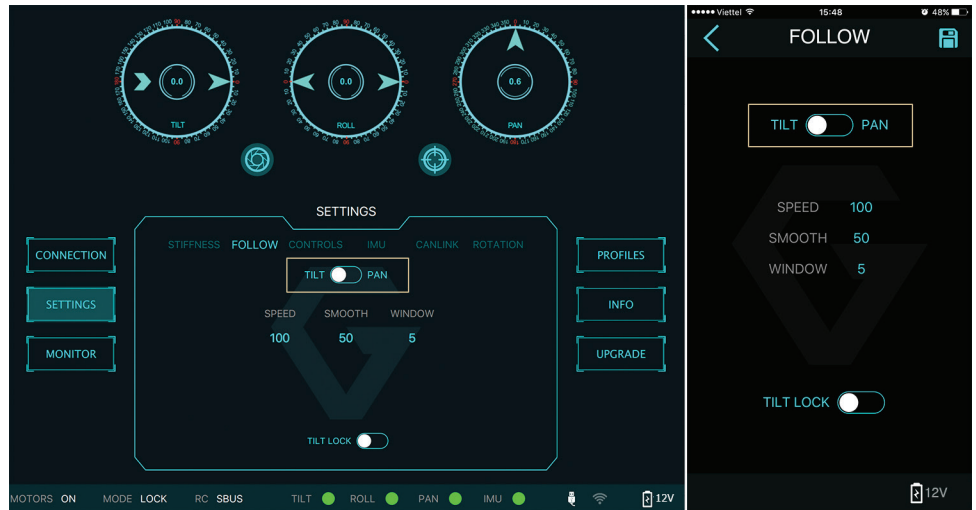 0.0
TILT
0.0
ROLL
0.6
PAN
SETTINGS
STIFFNESS FOLLOW CONTROLS IMU CANLINK ROTATION
TILT PAN
SPEED SMOOTH WINDOW
100 50 5
TILT LOCK
CONNECTION
SETTINGS
MONITOR
PROFILES
INFO
UPGRADE
MOTORS ON MODE LOCK RC SBUS TILT ROLL PAN IMU 12V
Viettel 15:48 48%
FOLLOW
TILT PAN
SPEED 100
SMOOTH 50
WINDOW 5
TILT LOCK
12V